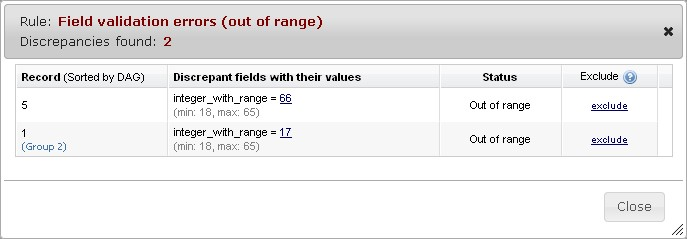 Rule: Field validation errors (out of range)
Discrepancies found: 2
Record (Sorted by DAG) Discrepant fields with their values Status Exclude ?
5 integer_with_range = 66 (min: 18, max: 65) Out of range exclude
1 (Group 2) integer_with_range = 17 (min: 18, max: 65) Out of range exclude
Close